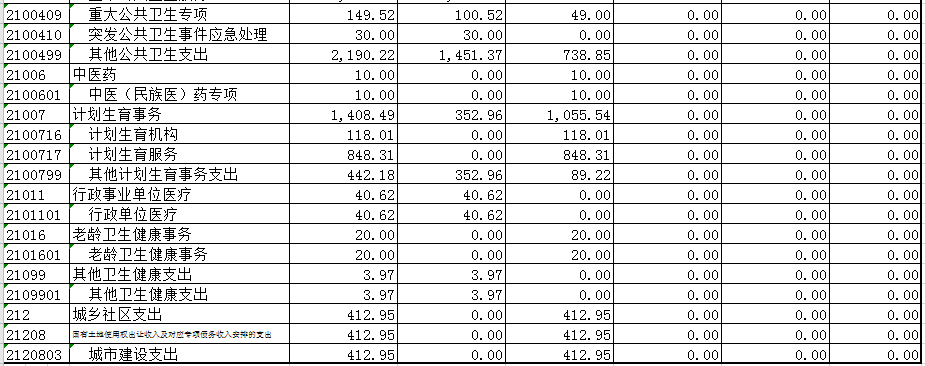 2100409 重大公共卫生专项 149.52 100.52 49.00 0.00 0.00 0.00
2100410 突发公共卫生事件应急处理 30.00 30.00 0.00 0.00 0.00 0.00
2100499 其他公共卫生支出 2,190.22 1,451.37 738.85 0.00 0.00 0.00
21006 中医药 10.00 0.00 10.00 0.00 0.00 0.00
2100601 中医（民族医）药专项 10.00 0.00 10.00 0.00 0.00 0.00
21007 计划生育事务 1,408.49 352.96 1,055.54 0.00 0.00 0.00
2100716 计划生育机构 118.01 0.00 118.01 0.00 0.00 0.00
2100717 计划生育服务 848.31 0.00 848.31 0.00 0.00 0.00
2100799 其他计划生育事务支出 442.18 352.96 89.22 0.00 0.00 0.00
21011 行政事业单位医疗 40.62 40.62 0.00 0.00 0.00 0.00
2101101 行政单位医疗 40.62 40.62 0.00 0.00 0.00 0.00
21016 老龄卫生健康事务 20.00 0.00 20.00 0.00 0.00 0.00
2101601 老龄卫生健康事务 20.00 0.00 20.00 0.00 0.00 0.00
21099 其他卫生健康支出 3.97 3.97 0.00 0.00 0.00 0.00
2109901 其他卫生健康支出 3.97 3.97 0.00 0.00 0.00 0.00
212 城乡社区支出 412.95 0.00 412.95 0.00 0.00 0.00
21208 国有土地使用权出让收入及对应专项债务收入安排的支出 412.95 0.00 412.95 0.00 0.00 0.00
2120803 城市建设支出 412.95 0.00 412.95 0.00 0.00 0.00